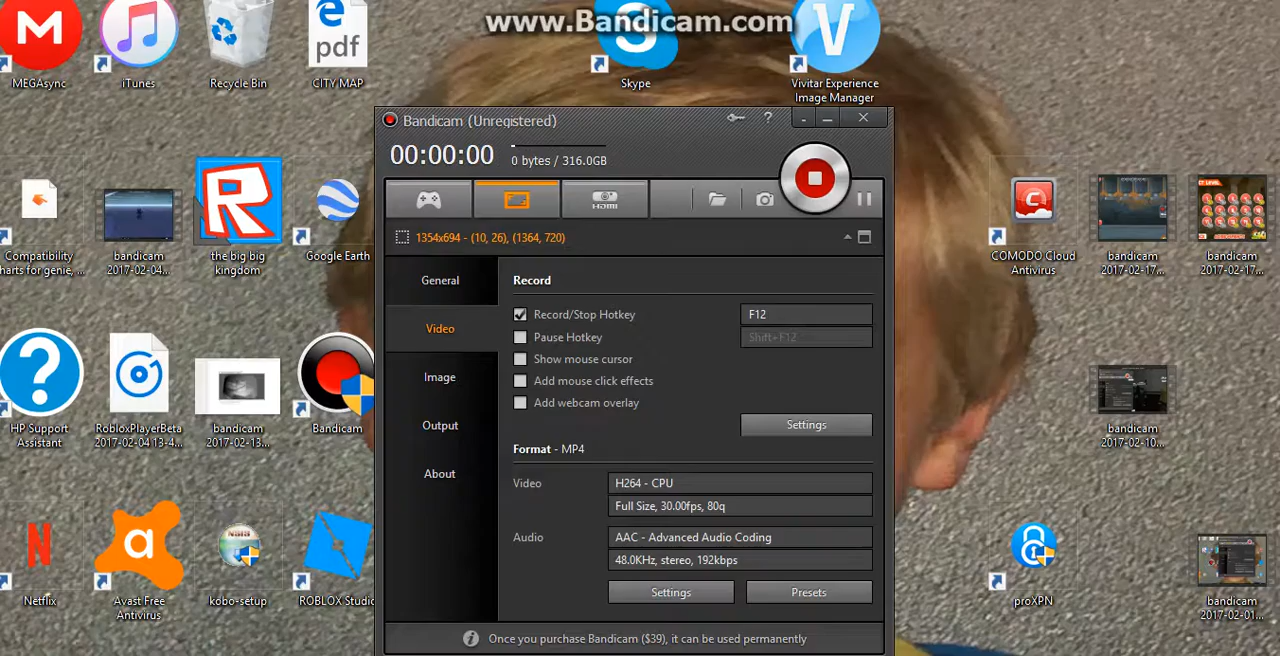 www.Bandicam.com
MEGAsync
iTunes
Recycle Bin
pdf
CITY MAP
Skype
Vivitar Experience
Image Manager
Bandicam (Unregistered)
00:00:00
0 bytes / 316.0GB
HDMI
1354x694 - (10, 26), (1364, 720)
General
Video
Image
Output
About
Record
Record/Stop Hotkey
F12
Pause Hotkey
Shift+F12
Show mouse cursor
Add mouse click effects
Add webcam overlay
Settings
Format - MP4
Video
H264 - CPU
Full Size, 30.00fps, 80q
Audio
AAC - Advanced Audio Coding
48.0KHz, stereo, 192kbps
Settings
Presets
Once you purchase Bandicam ($39), it can be used permanently
Compatibility
harts for genie, ...
bandicam
2017-02-04...
the big big
kingdom
Google Earth
COMODO Cloud
Antivirus
bandicam
2017-02-17...
bandicam
2017-02-17...
HP Support
Assistant
RobloxPlayerBeta
2017-02-04 13-4...
bandicam
2017-02-13...
Bandicam
bandicam
2017-02-10...
Netflix
Avast Free
Antivirus
kobo-setup
ROBLOX Studio
proXPN
bandicam
2017-02-01...